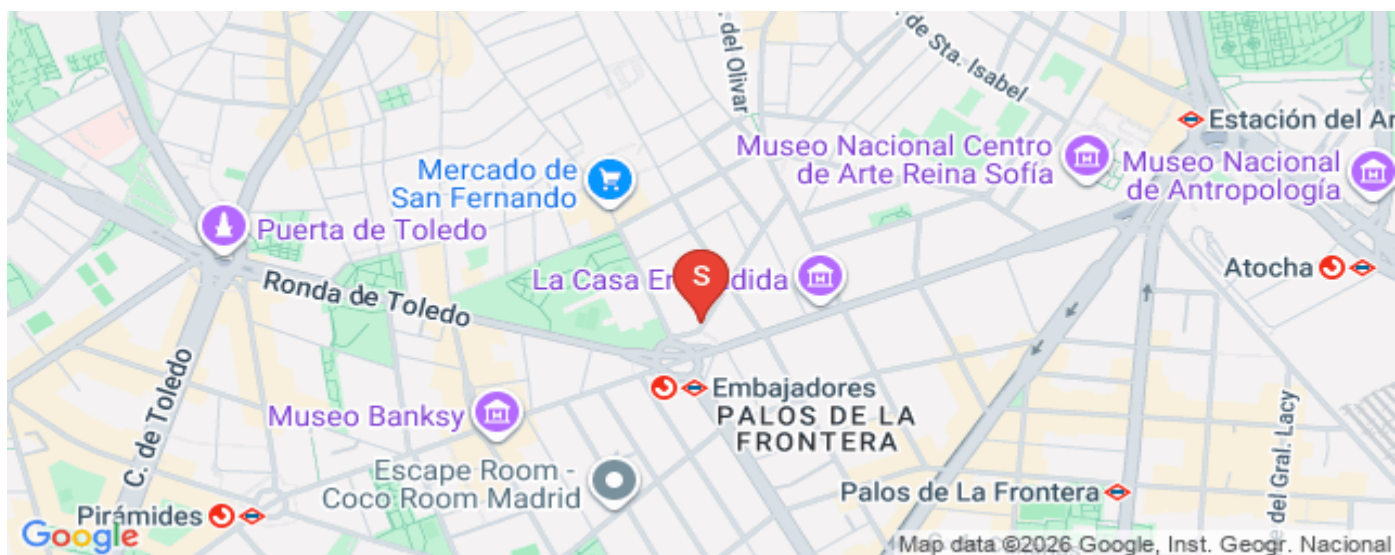 del Olivar
de Sta. Isabel
Estación del Ar
Museo Nacional Centro
de Arte Reina Sofía
Museo Nacional
de Antropología
Mercado de
San Fernando
Puerta de Toledo
Atocha
La Casa En
dida
S
Ronda de Toledo
C. de Toledo
Embajadores
PALOS DE LA
FRONTERA
Museo Banksy
Escape Room -
Coco Room Madrid
Palos de La Frontera
e del Gral. Lacy
Pirámides
Google
Map data ©2026 Google, Inst. Geogr. Nacional